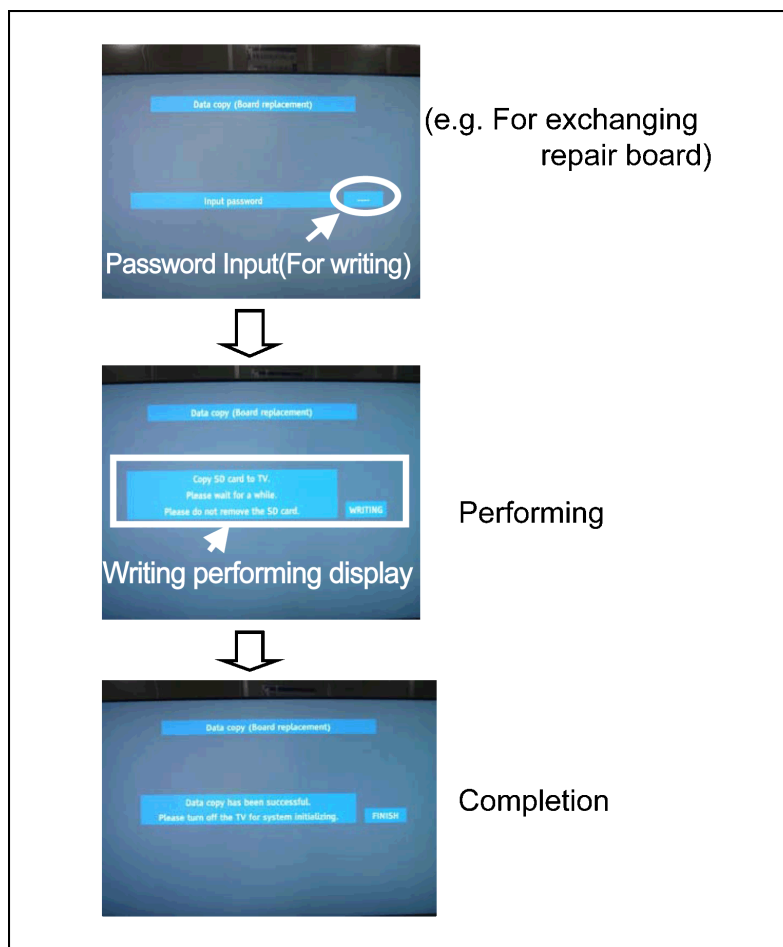 Data copy (Board replacement)
(e.g. For exchanging
repair board)
Input password
Password Input(For writing)
Data copy (Board replacement)
Copy SD card to TV.
Please wait for a while.
Please do not remove the SD card.
WRITING
Performing
Writing performing display
Data copy (Board replacement)
Data copy has been successful.
Please turn off the TV for system initializing.
FINISH
Completion